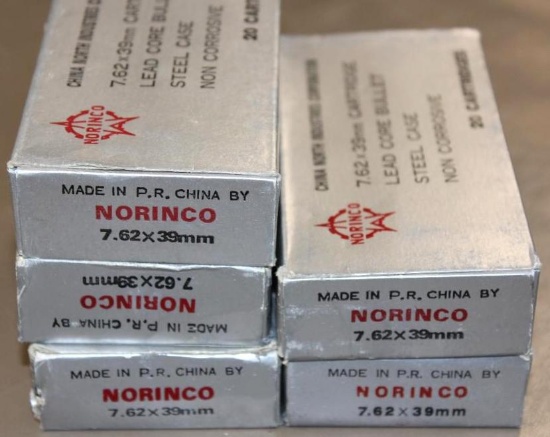 CHINA NORTH INDUSTRIES
7.62×39mm CARTRIDGE
LEAD CORE BULLET
STEEL CASE
NON CORROSIVE
20 CARTRIDGES
NORINCO
MADE IN P.R. CHINA BY
NORINCO
7.62×39mm
MADE IN P.R. CHINA BY
NORINCO
7.62×39mm
MADE IN P.R. CHINA BY
NORINCO
7.62×39mm
CHINA NORTH INDUSTRIES CORPORATION
7.62×39mm CARTRIDGE
LEAD CORE BULLET
STEEL CASE
NON CORROSIVE
20 CARTRIDGES
NORINCO
MADE IN P.R. CHINA BY
NORINCO
7.62×39mm
MADE IN P.R. CHINA BY
NORINCO
7.62×39mm